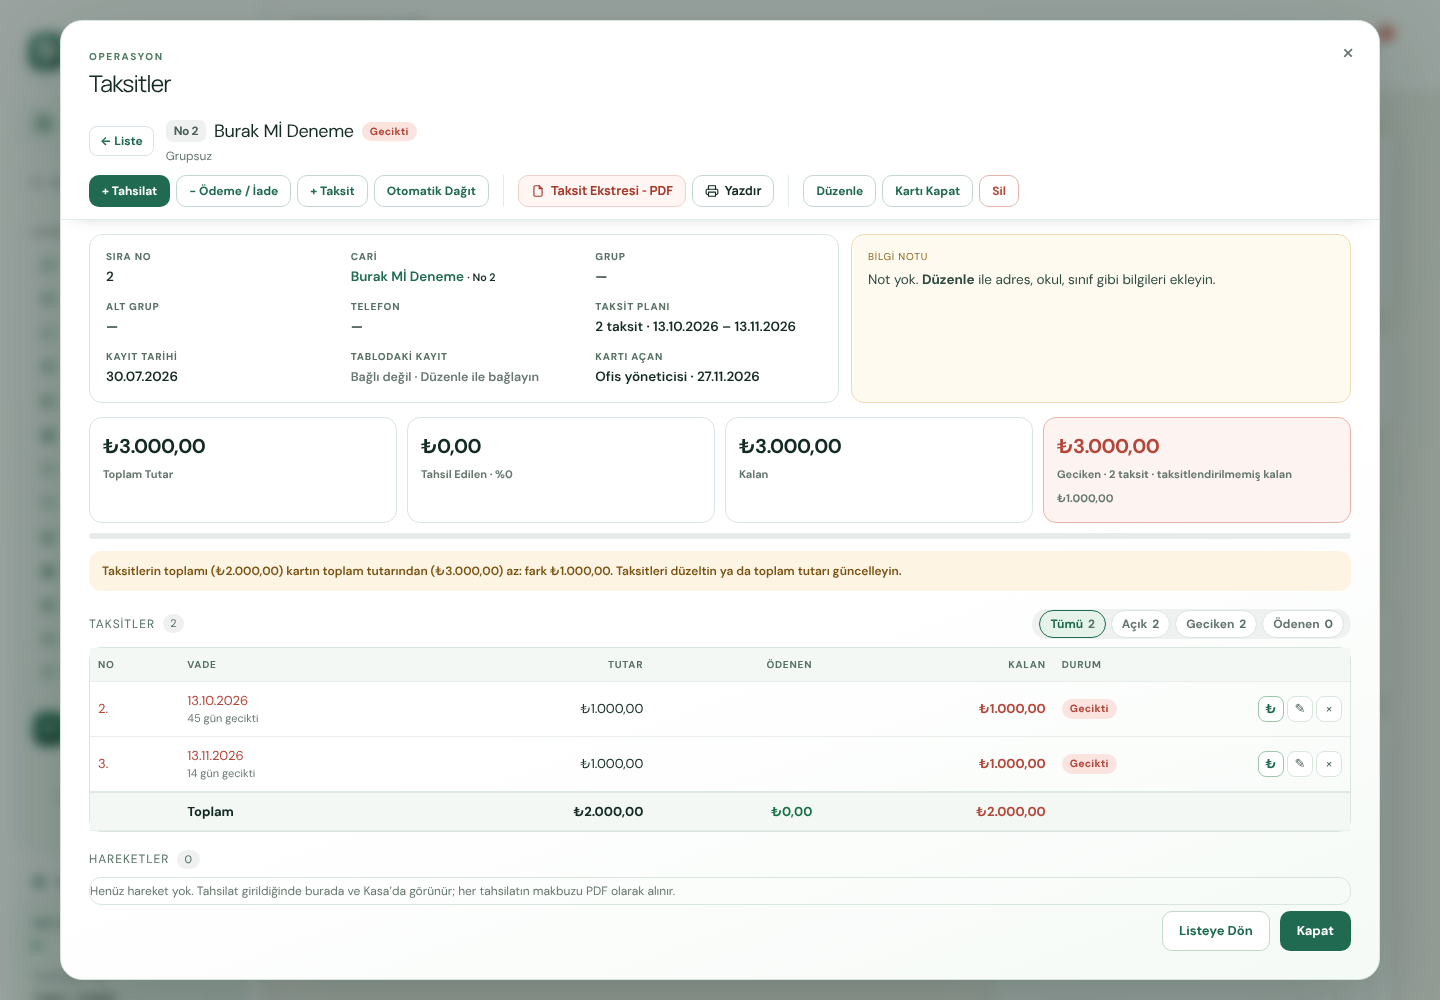 OPERASYON
Taksitler
×
← Liste
No 2 Burak Mİ Deneme Gecikti
Grupsuz
+ Tahsilat
− Ödeme / İade
+ Taksit
Otomatik Dağıt
Taksit Ekstresi - PDF
Yazdır
Düzenle
Kartı Kapat
Sil
SIRA NO
2
CARİ
Burak Mİ Deneme · No 2
GRUP
—
ALT GRUP
—
TELEFON
—
TAKSİT PLANI
2 taksit · 13.10.2026 – 13.11.2026
KAYIT TARİHİ
30.07.2026
TABLODAKİ KAYIT
Bağlı değil · Düzenle ile bağlayın
KARTI AÇAN
Ofis yöneticisi · 27.11.2026
BİLGİ NOTU
Not yok. Düzenle ile adres, okul, sınıf gibi bilgileri ekleyin.
₺3.000,00
Toplam Tutar
₺0,00
Tahsil Edilen · %0
₺3.000,00
Kalan
₺3.000,00
Geciken · 2 taksit · taksitlendirilmemiş kalan
₺1.000,00
Taksitlerin toplamı (₺2.000,00) kartın toplam tutarından (₺3.000,00) az: fark ₺1.000,00. Taksitleri düzeltin ya da toplam tutarı güncelleyin.
TAKSİTLER 2
Tümü 2
Açık 2
Geciken 2
Ödenen 0
NO VADE TUTAR ÖDENEN KALAN DURUM
2. 13.10.2026 ₺1.000,00 ₺1.000,00 Gecikti ₺ ✎ ×
45 gün gecikti
3. 13.11.2026 ₺1.000,00 ₺1.000,00 Gecikti ₺ ✎ ×
14 gün gecikti
Toplam ₺2.000,00 ₺0,00 ₺2.000,00
HAREKETLER 0
Henüz hareket yok. Tahsilat girildiğinde burada ve Kasa'da görünür; her tahsilatın makbuzu PDF olarak alınır.
Listeye Dön
Kapat